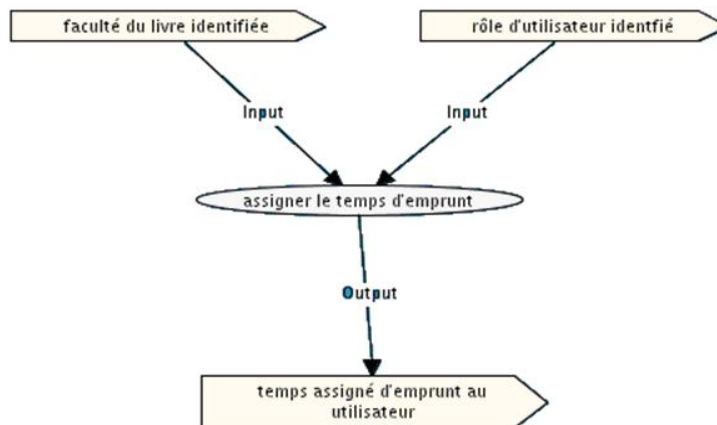 faculté du livre identifiée
rôle d'utilisateur identfié
Input
Input
assigner le temps d'emprunt
Output
temps assigné d'emprunt au
utilisateur